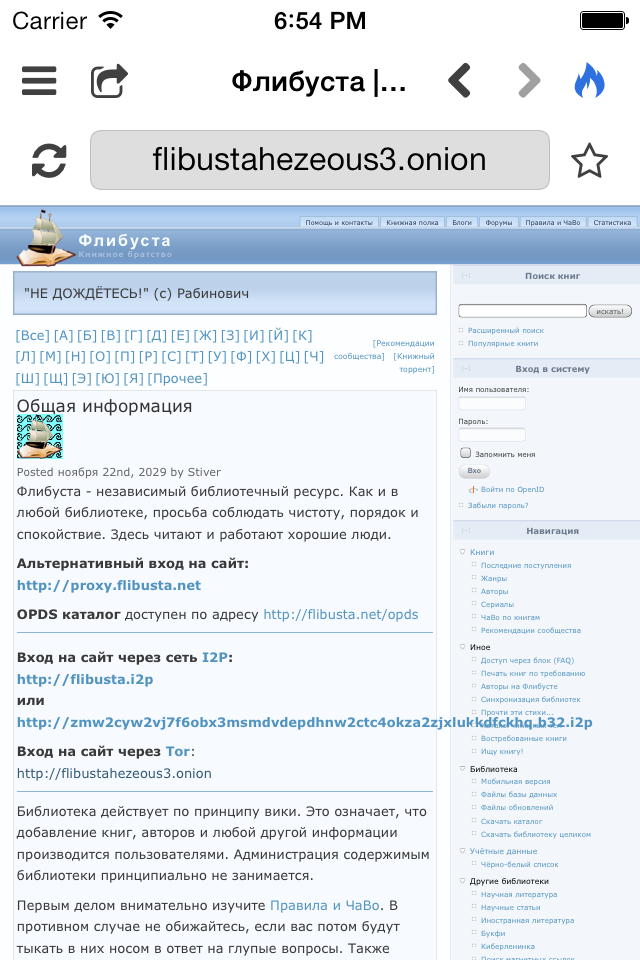 Carrier 6:54 PM
Флибуста |...
flibustahezeous3.onion
Помощь и контакты Книжная полка Блоги Форумы Правила и ЧаВо Статистика
Флибуста
Книжное братство
"НЕ ДОЖДЁТЕСЬ!" (с) Рабинович
[Все] [А] [Б] [В] [Г] [Д] [Е] [Ж] [З] [И] [Й] [К]
[Л] [М] [Н] [О] [П] [Р] [С] [Т] [У] [Ф] [Х] [Ц] [Ч]
[Ш] [Щ] [Э] [Ю] [Я] [Прочее]
[Рекомендации
сообщества] [Книжный
торрент]
Общая информация
Posted ноября 22nd, 2029 by Stiver
Флибуста - независимый библиотечный ресурс. Как и в
любой библиотеке, просьба соблюдать чистоту, порядок и
спокойствие. Здесь читают и работают хорошие люди.
Альтернативный вход на сайт:
http://proxy.flibusta.net
OPDS каталог доступен по адресу http://flibusta.net/opds
Вход на сайт через сеть I2P:
http://flibusta.i2p
или
http://zmw2cyw2vj7f6obx3msmdvdepdhnw2ctc4okza2zjxlukkdfckhq.b32.i2p
Вход на сайт через Tor:
http://flibustahezeous3.onion
Библиотека действует по принципу вики. Это означает, что
добавление книг, авторов и любой другой информации
производится пользователями. Администрация содержимым
библиотеки принципиально не занимается.
Первым делом внимательно изучите Правила и ЧаВо. В
противном случае не обижайтесь, если вас потом будут
тыкать в них носом в ответ на глупые вопросы. Также
Поиск книг
искать!
Расширенный поиск
Популярные книги
Вход в систему
Имя пользователя:
Пароль:
Запомнить меня
Вхо
Войти по OpenID
Забыли пароль?
Навигация
Книги
Последние поступления
Жанры
Авторы
Сериалы
ЧаВо по книгам
Рекомендации сообщества
Иное
Доступ через блок (FAQ)
Печать книг по требованию
Авторы на Флибусте
Синхронизация библиотек
Прочти эти стихи...
Востребованные книги
Ищу книгу!
Библиотека
Мобильная версия
Файлы базы данных
Файлы обновлений
Скачать каталог
Скачать библиотеку целиком
Учётные данные
Чёрно-белый список
Другие библиотеки
Научная литература
Научные статьи
Иностранная литература
Букфи
Киберленинка
Поиск магнитных ссылок